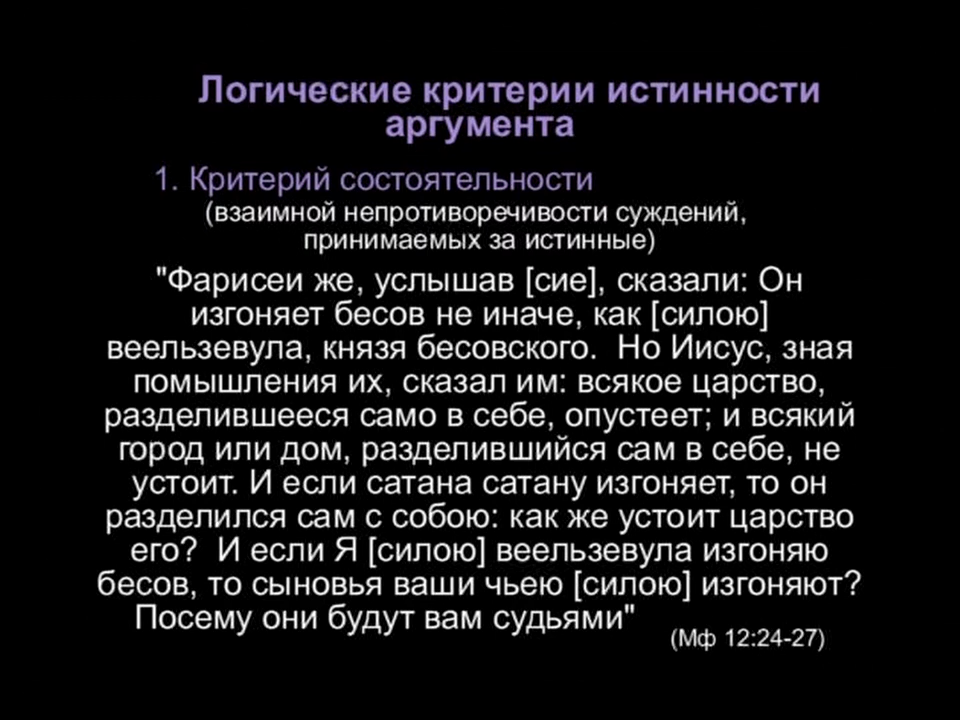 Логические критерии истинности
аргумента
1. Критерий состоятельности
(взаимной непротиворечивости суждений,
принимаемых за истинные)
"Фарисеи же, услышав [сие], сказали: Он
изгоняет бесов не иначе, как [силою]
веельзевула, князя бесовского.  Но Иисус, зная
помышления их, сказал им: всякое царство,
разделившееся само в себе, опустеет; и всякий
город или дом, разделившийся сам в себе, не
устоит. И если сатана сатану изгоняет, то он
разделился сам с собою: как же устоит царство
его?  И если Я [силою] веельзевула изгоняю
бесов, то сыновья ваши чьею [силою] изгоняют?
Посему они будут вам судьями"
(Мф 12:24-27)